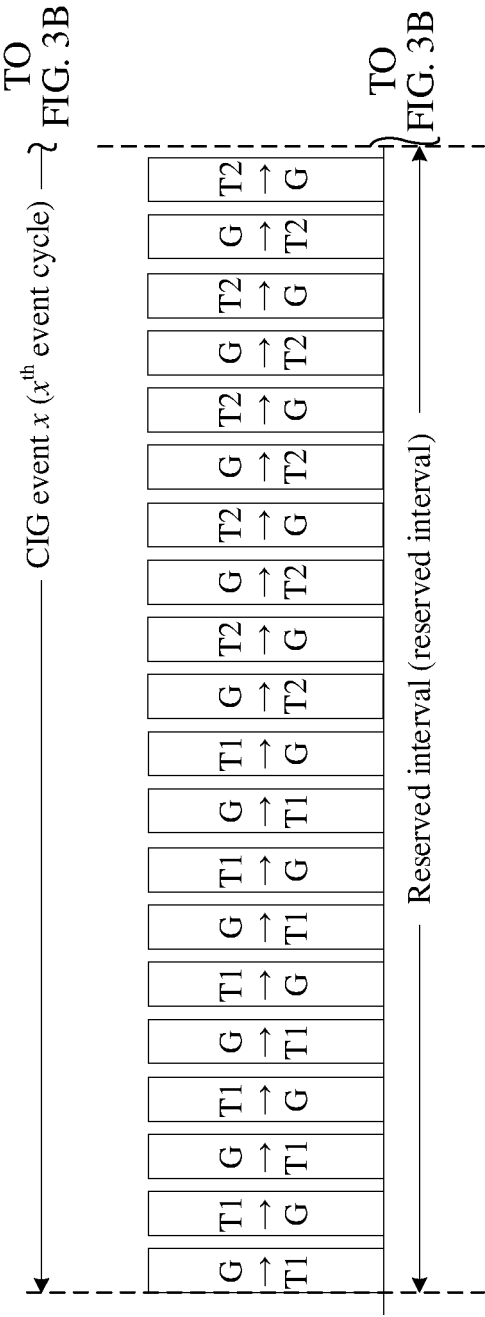 CIG event x (xth event cycle)
TO
FIG. 3B
G
↓
T1
T1
↓
G
G
↓
T1
T1
↓
G
G
↓
T1
T1
↓
G
G
↓
T1
T1
↓
G
G
↓
T1
T1
↓
G
G
↓
T2
T2
↓
G
G
↓
T2
T2
↓
G
G
↓
T2
T2
↓
G
G
↓
T2
T2
↓
G
G
↓
T2
T2
↓
G
TO
FIG. 3B
Reserved interval (reserved interval)